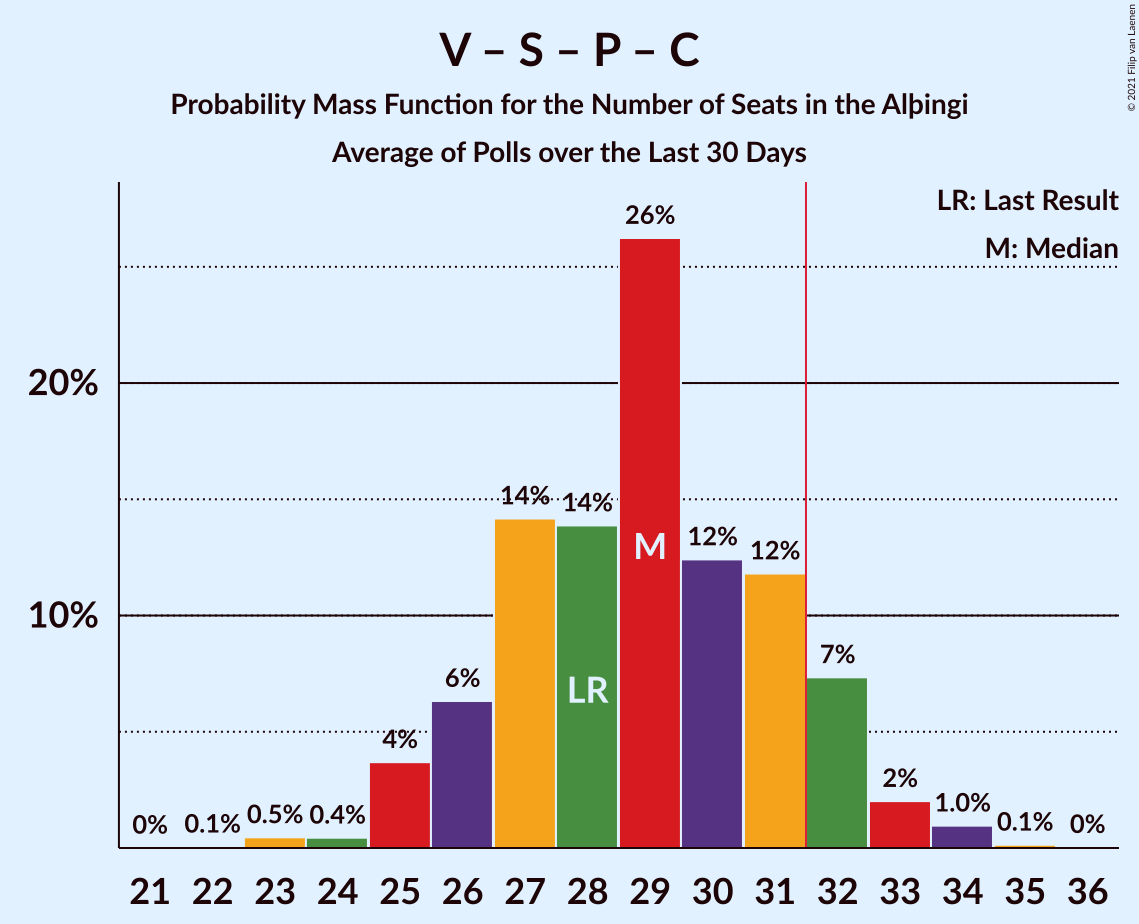 V – S – P – C
Probability Mass Function for the Number of Seats in the Alþingi
Average of Polls over the Last 30 Days
© 2021 Filip van Laenen
LR: Last Result
M: Median
20%
10%
0%
0.1%
0.5%
0.4%
4%
6%
14%
14%
26%
12%
12%
7%
2%
1.0%
0.1%
0%
LR
M
21 22 23 24 25 26 27 28 29 30 31 32 33 34 35 36